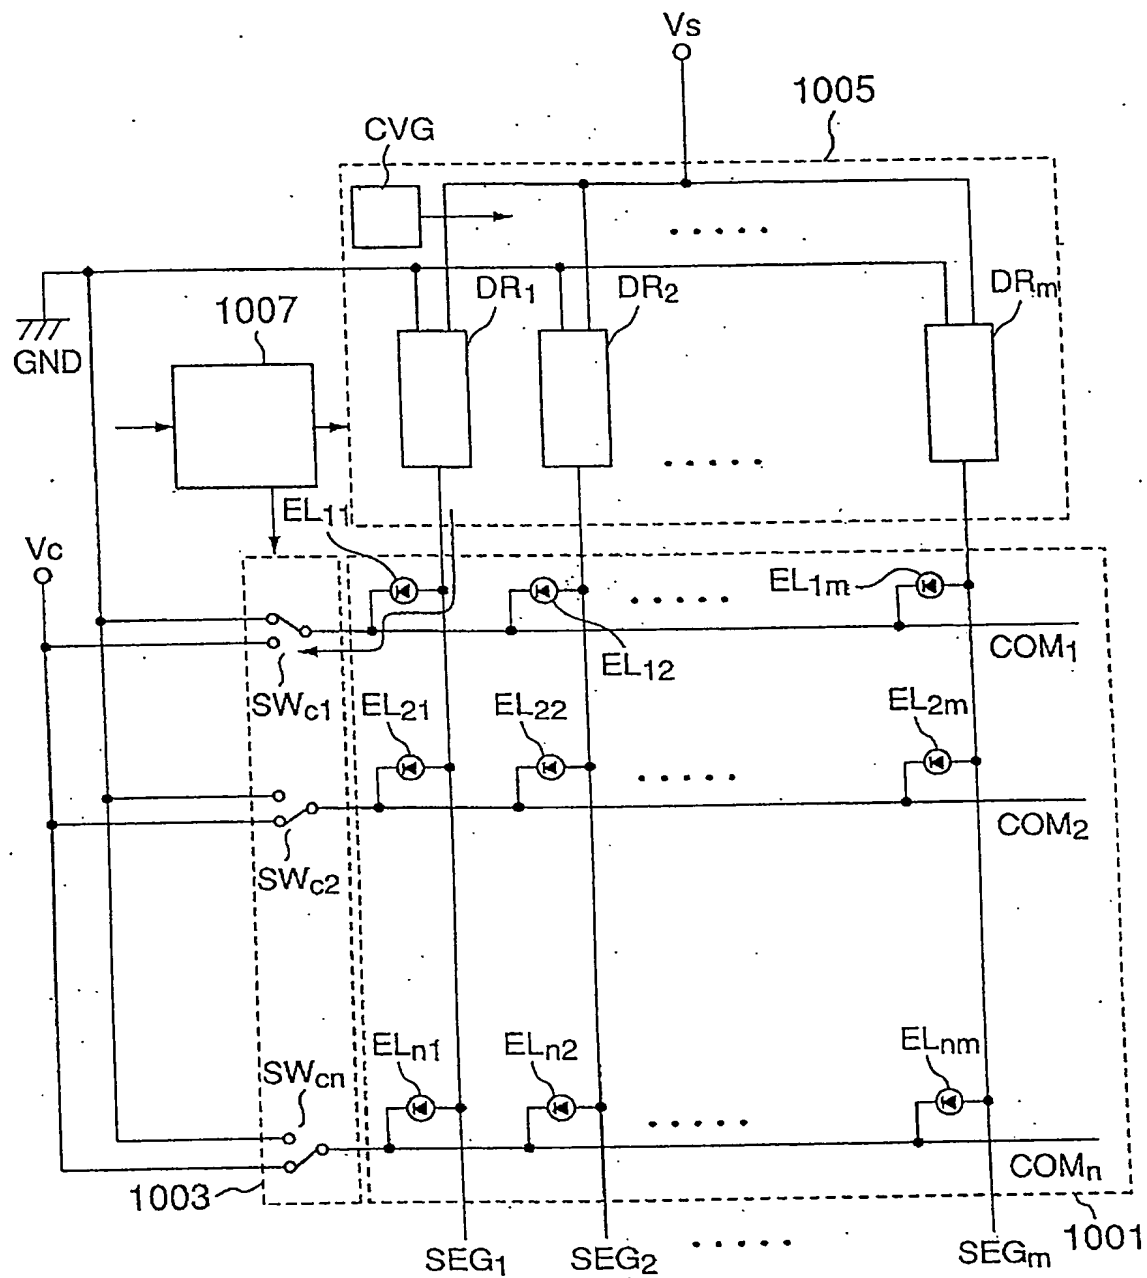 Vs
1005
CVG
DR1
DR2
DRm
1007
GND
EL11
Vc
EL1m
COM1
EL12
SWc1
EL21
EL22
EL2m
COM2
SWc2
ELn1
ELn2
ELnm
SWcn
COMn
1003
1001
SEG1
SEG2
SEGm